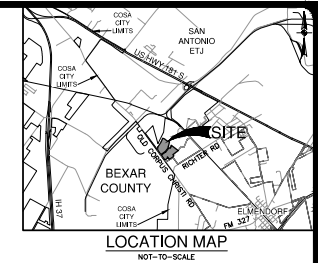 COSA
CITY
LIMITS
SAN
ANTONIO
ETJ
US HWY 181 S
COSA
CITY
LIMITS
SITE
OLD CORPUS CHRISTI RD
RICHTER RD
BEXAR
COUNTY
IH 37
COSA
CITY
LIMITS
ELMENDORF
FM 327
LOCATION MAP
NOT-TO-SCALE